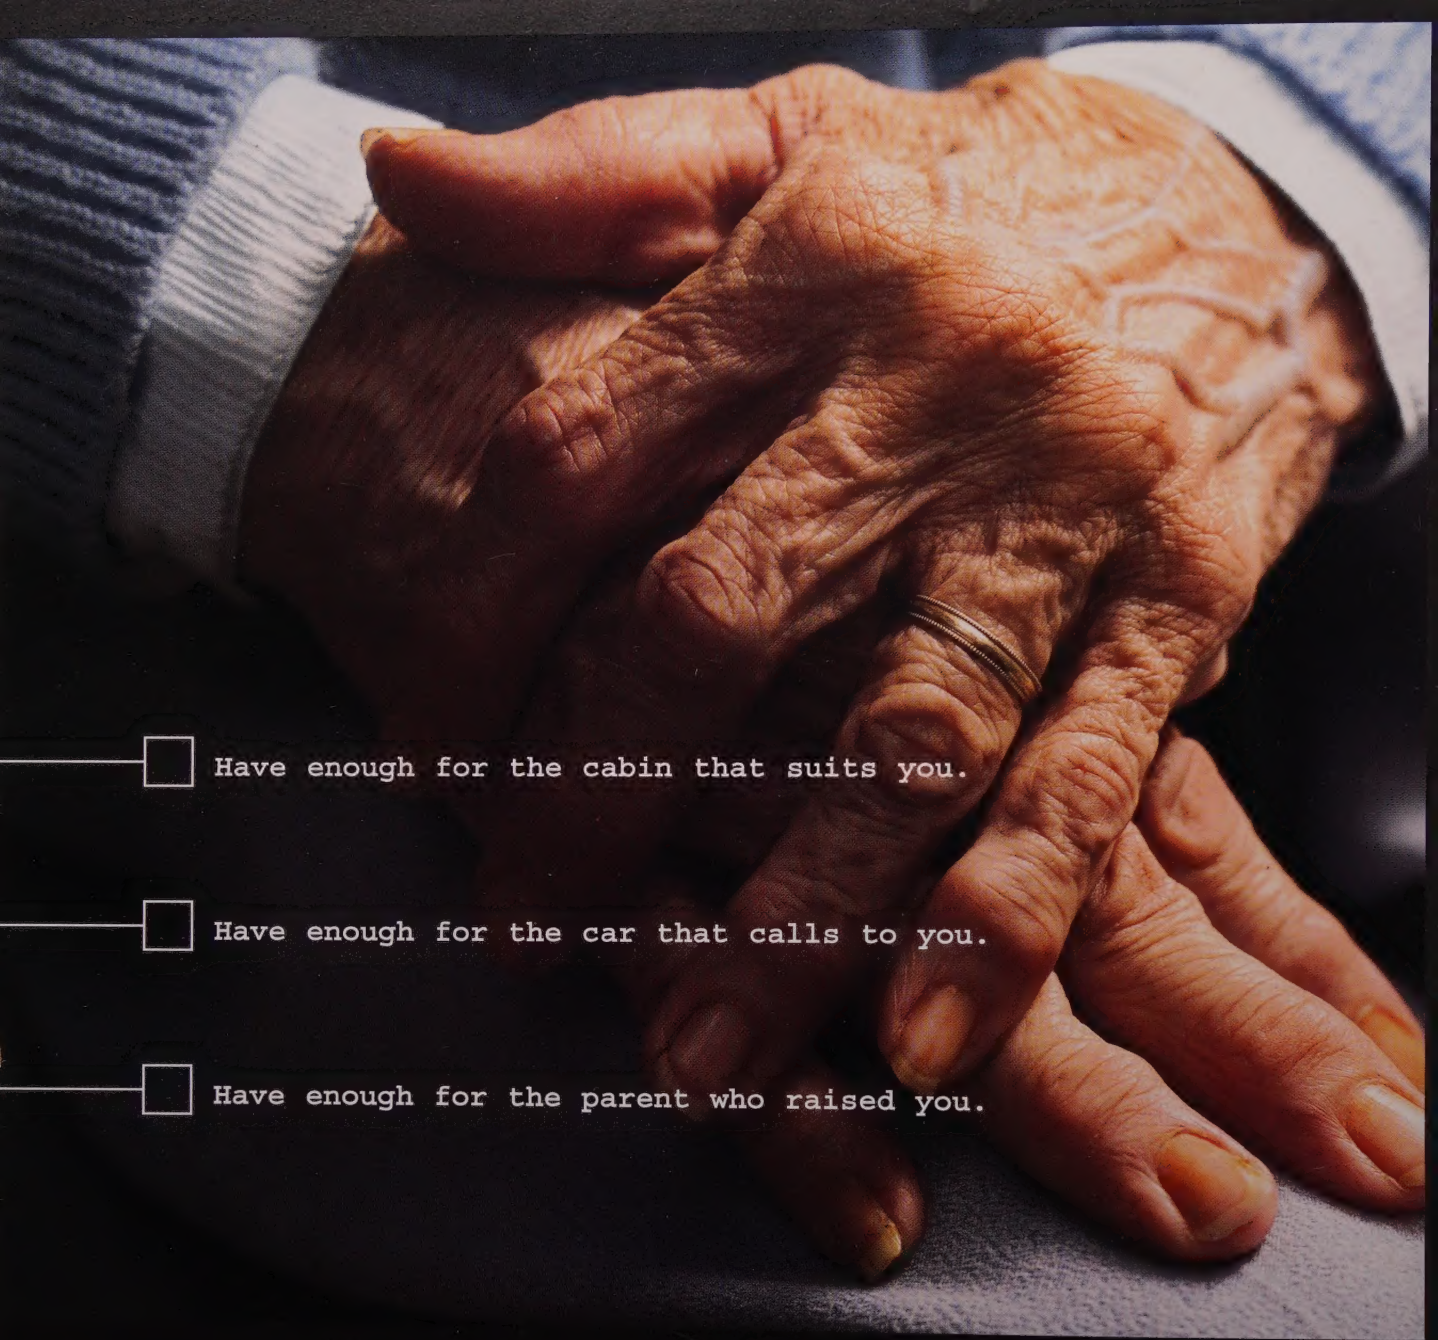 Have enough for the cabin that suits you.
Have enough for the car that calls to you.
Have enough for the parent who raised you.